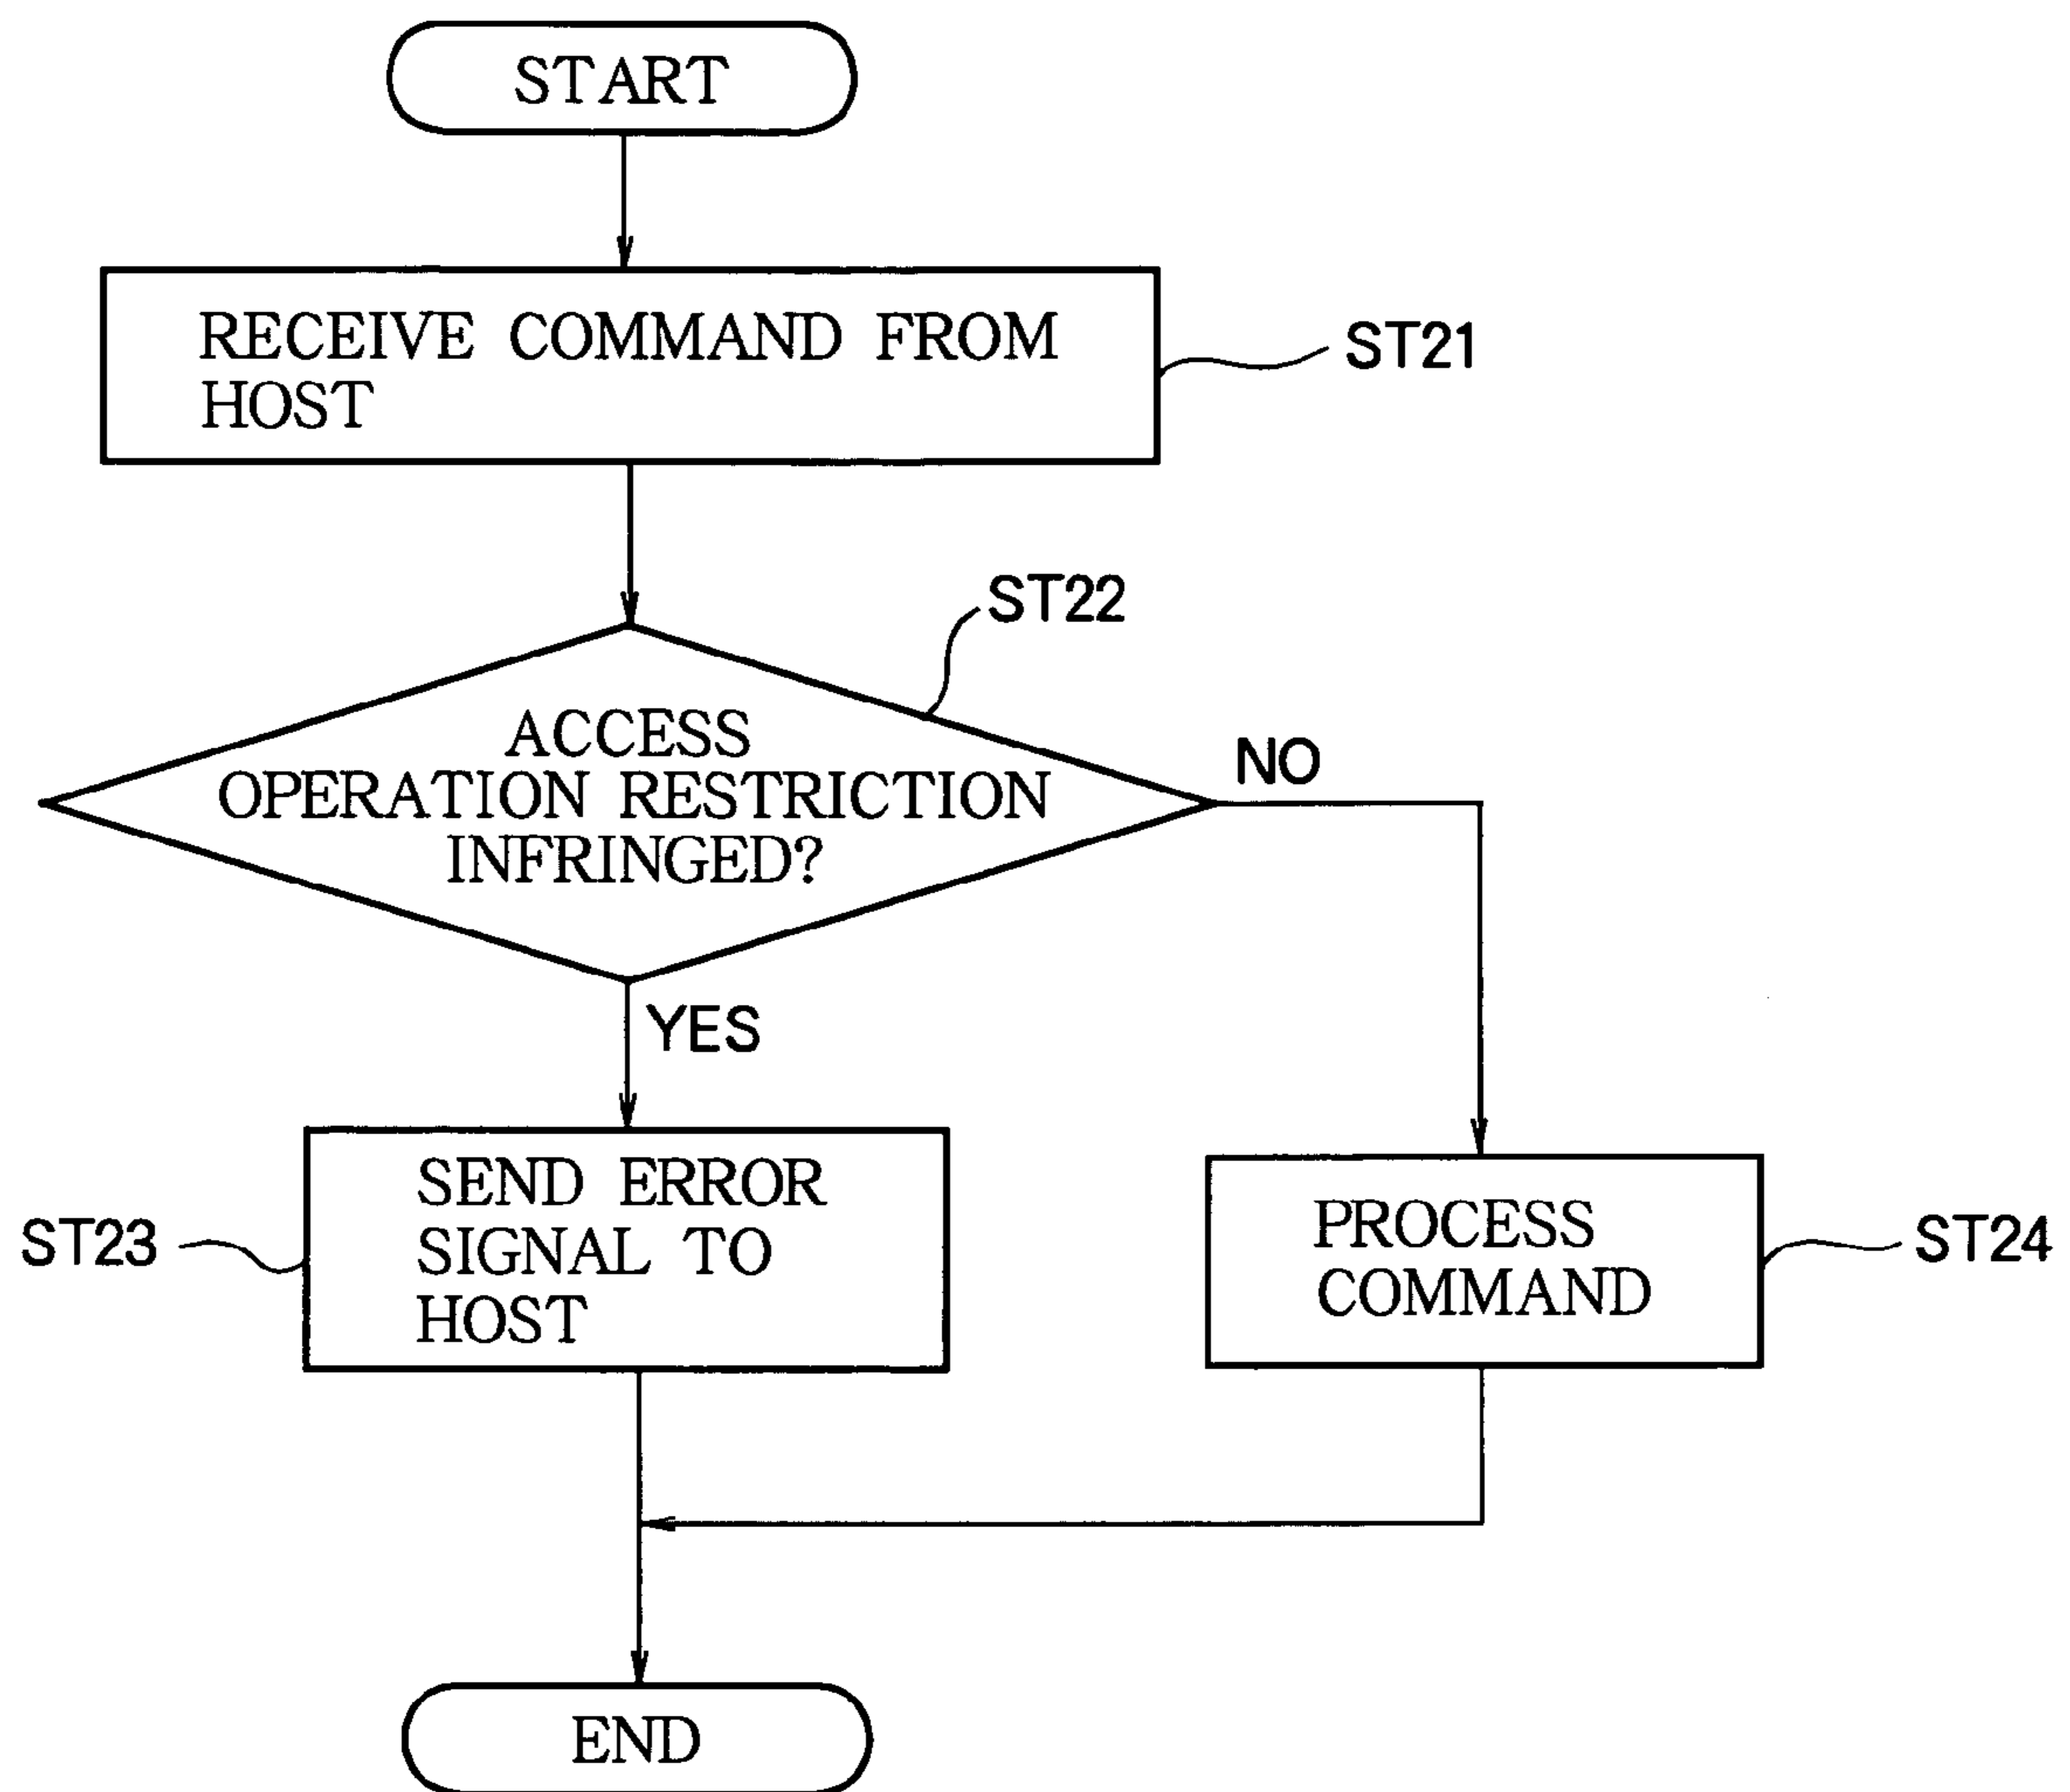 START
RECEIVE COMMAND FROM
HOST
ST21
ST22
ACCESS
OPERATION RESTRICTION
INFRINGED?
NO
YES
SEND ERROR
SIGNAL TO
HOST
ST23
PROCESS
COMMAND
ST24
END